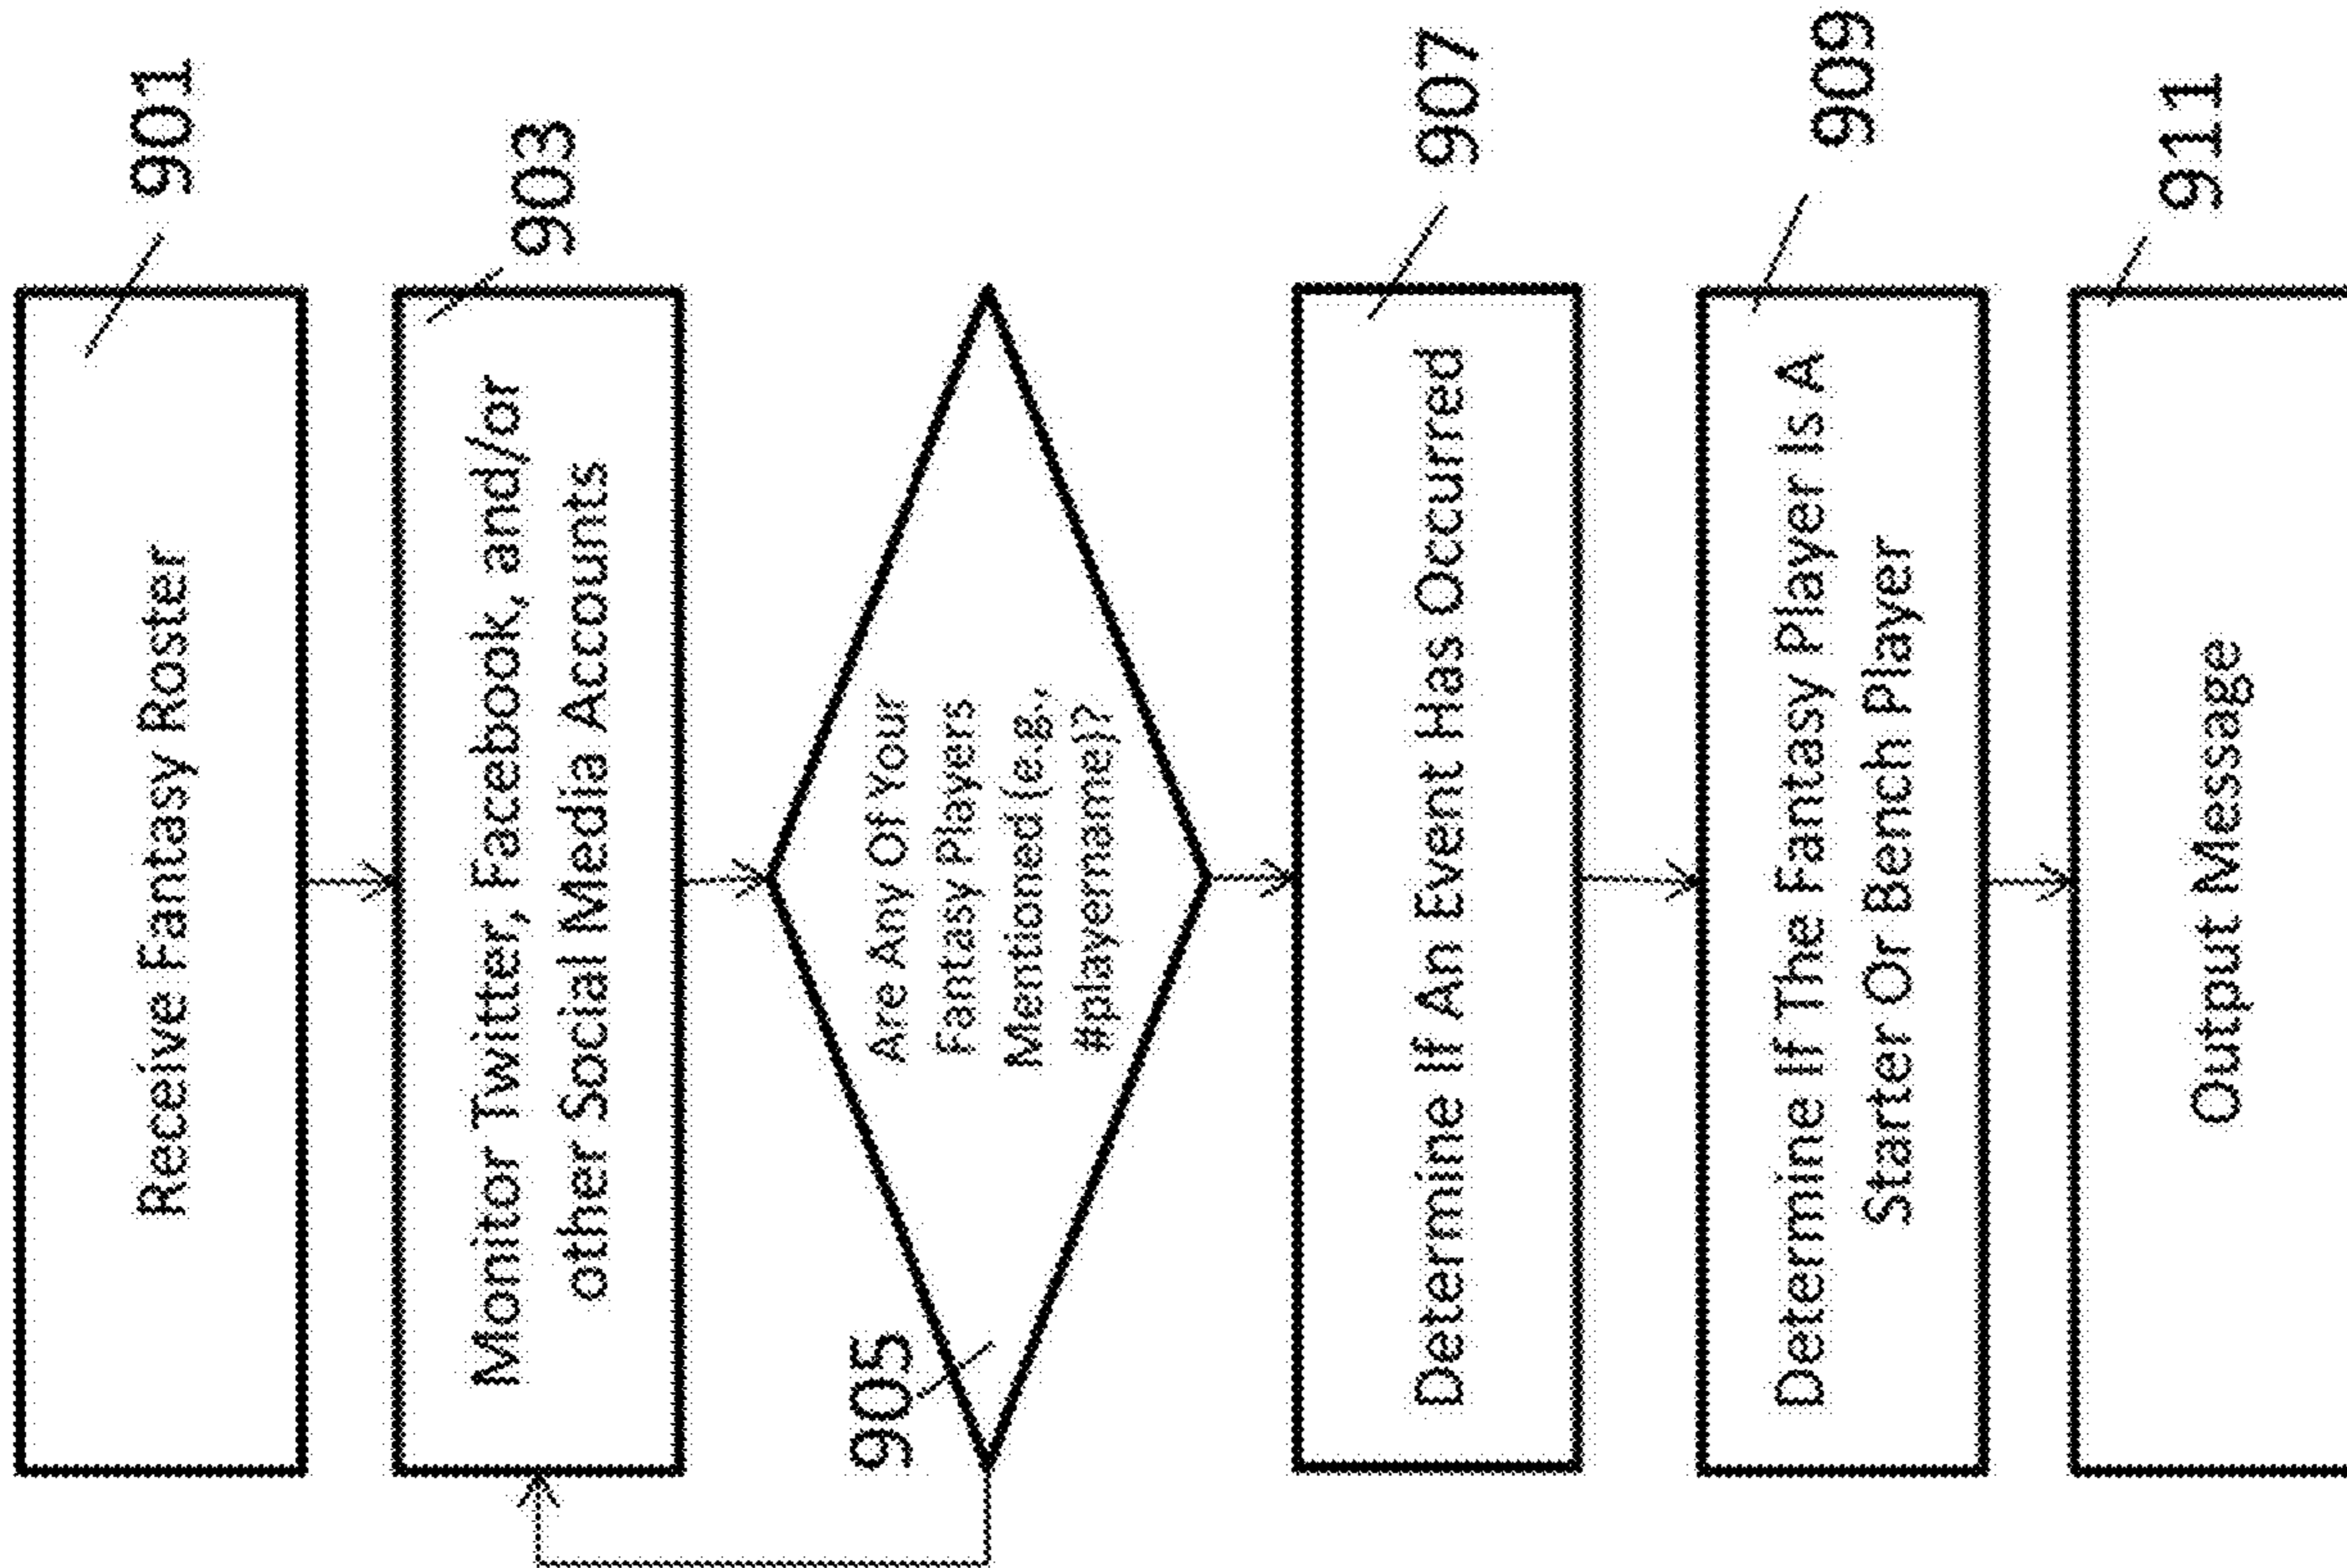 901
Receive Fantasy Roster
903
Monitor Twitter, Facebook, and/or
other Social Media Accounts
905
Are Any Of Your
Fantasy Players
Mentioned (e.g.,
#playername)?
907
Determine If An Event Has Occurred
909
Determine If The Fantasy Player Is A
Starter Or Bench Player
911
Output Message